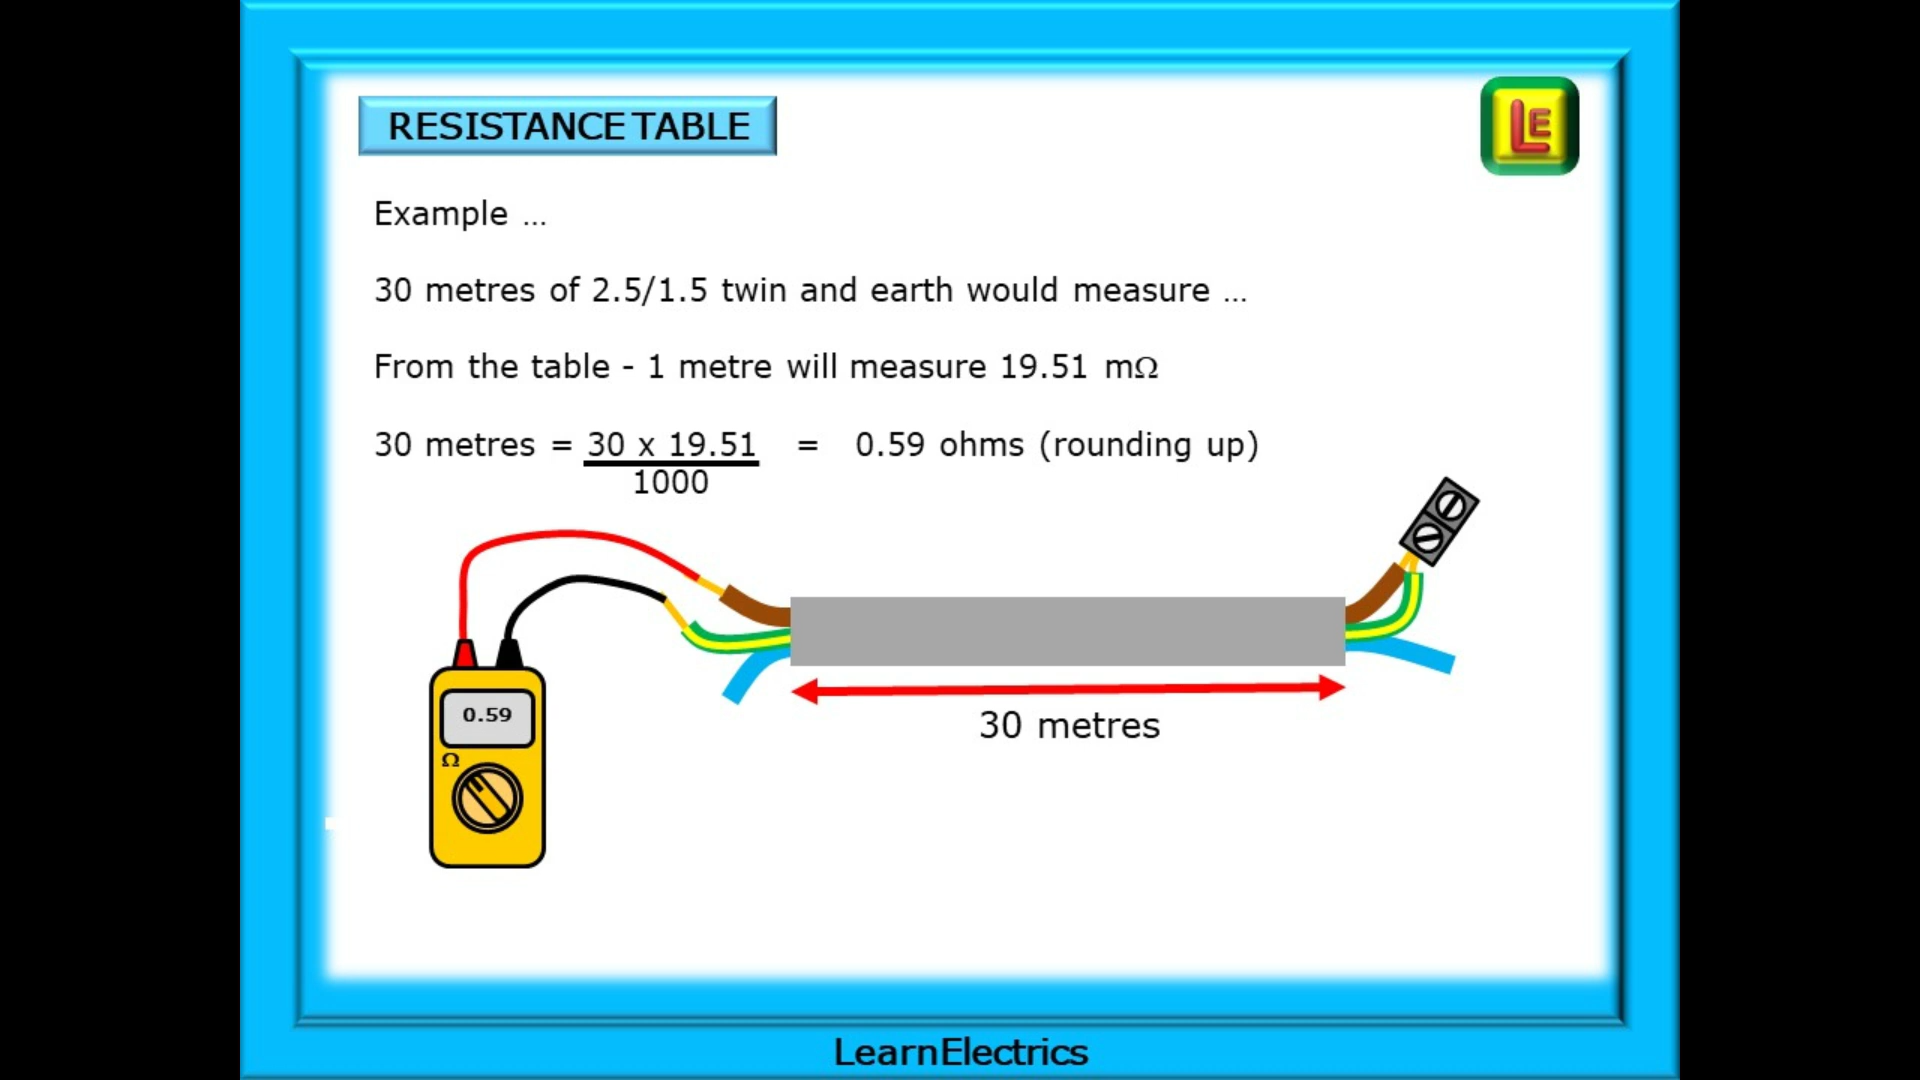 RESISTANCE TABLE
LE
Example ...
30 metres of 2.5/1.5 twin and earth would measure ...
From the table - 1 metre will measure 19.51 mΩ
30 metres = 30 x 19.51 = 0.59 ohms (rounding up)
1000
0.59
Ω
30 metres
LearnElectrics